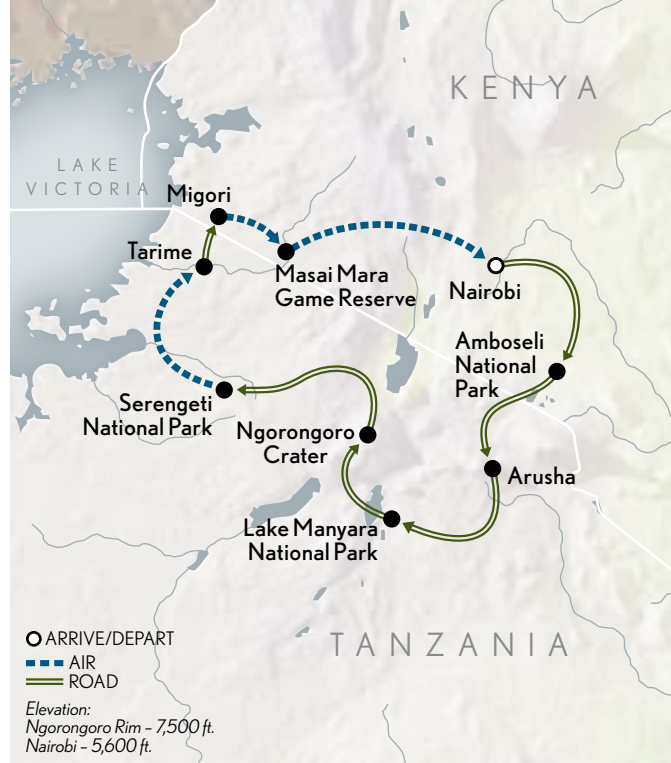 KENYA
LAKE
VICTORIA
Migori
Tarime
Masai Mara
Game Reserve
Nairobi
Amboseli
National
Park
Serengeti
National Park
Ngorongoro
Crater
Arusha
Lake Manyara
National Park
TANZANIA
ARRIVE/DEPART
AIR
ROAD
Elevation:
Ngorongoro Rim – 7,500 ft.
Nairobi – 5,600 ft.